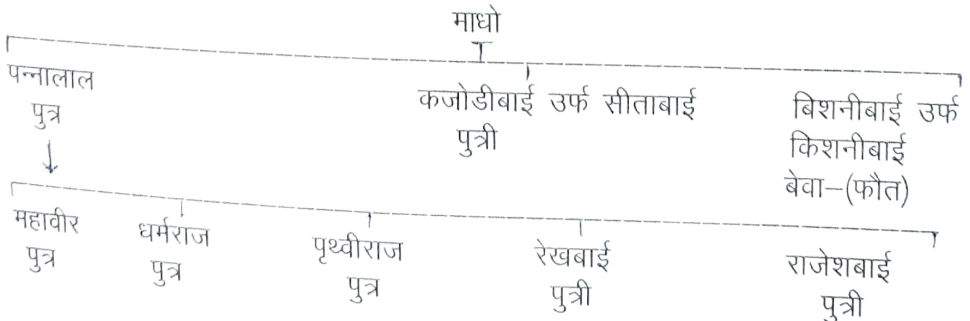 माधो
पन्नालाल
पुत्र
कजोडीबाई उर्फ सीताबाई
पुत्री
बिशनीबाई उर्फ
किशनीबाई
बेवा–(फौत)
महावीर
पुत्र
धर्मराज
पुत्र
पृथ्वीराज
पुत्र
रेखबाई
पुत्री
राजेशबाई
पुत्री